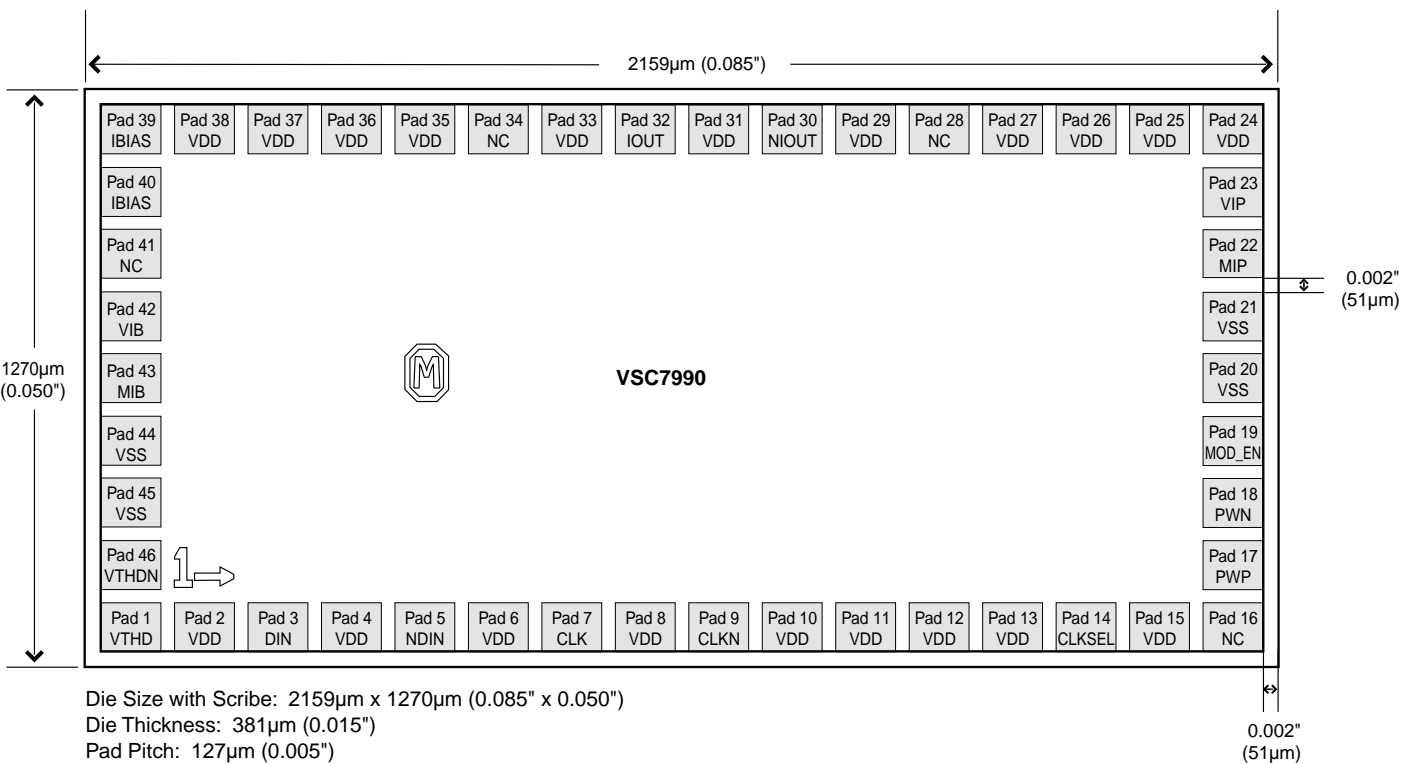 2159µm (0.085")
Pad 39 Pad 38 Pad 37 Pad 36 Pad 35 Pad 34 Pad 33 Pad 32 Pad 31 Pad 30 Pad 29 Pad 28 Pad 27 Pad 26 Pad 25 Pad 24
IBIAS VDD VDD VDD VDD NC VDD IOUT VDD NIOUT VDD NC VDD VDD VDD VDD
Pad 40 Pad 23
IBIAS VIP
Pad 41 Pad 22
NC MIP
0.002"
(51µm)
Pad 42 Pad 21
VIB VSS
1270µm
(0.050")
Pad 43 Pad 20
MIB VSS
M
VSC7990
Pad 44 Pad 19
VSS MOD_EN
Pad 45 Pad 18
VSS PWN
Pad 46 Pad 17
VTHDN PWP
1
Pad 1 Pad 2 Pad 3 Pad 4 Pad 5 Pad 6 Pad 7 Pad 8 Pad 9 Pad 10 Pad 11 Pad 12 Pad 13 Pad 14 Pad 15 Pad 16
VTHD VDD DIN VDD NDIN VDD CLK VDD CLKN VDD VDD VDD VDD CLKSEL VDD NC
Die Size with Scribe: 2159µm x 1270µm (0.085" x 0.050")
Die Thickness: 381µm (0.015")
Pad Pitch: 127µm (0.005")
0.002"
(51µm)